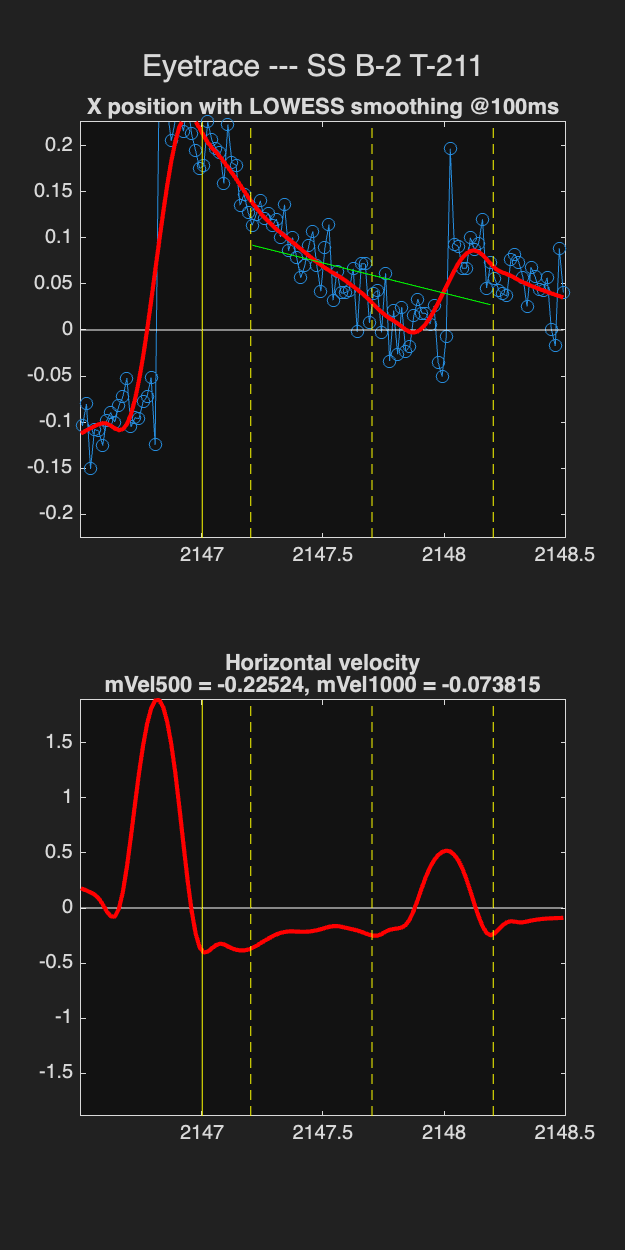 Eyetrace --- SS B-2 T-211
X position with LOWESS smoothing @100ms
0.2
0.15
0.1
0.05
0
-0.05
-0.1
-0.15
-0.2
2147 2147.5 2148 2148.5
Horizontal velocity
mVel500 = -0.22524, mVel1000 = -0.073815
1.5
1
0.5
0
-0.5
-1
-1.5
2147 2147.5 2148 2148.5